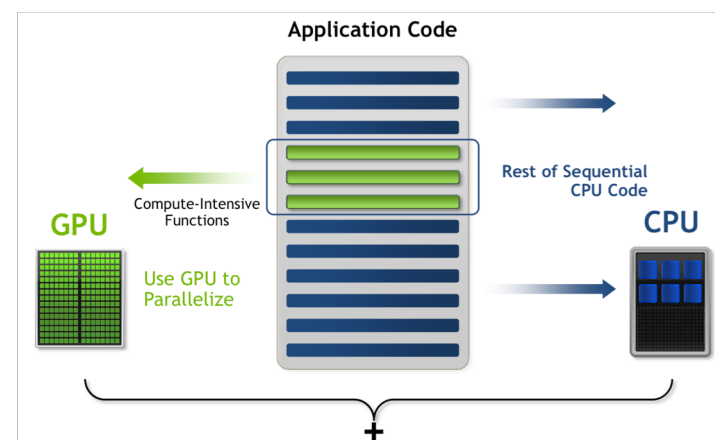 Application Code
Rest of Sequential
CPU Code
Compute-Intensive
Functions
GPU
CPU
Use GPU to
Parallelize
+